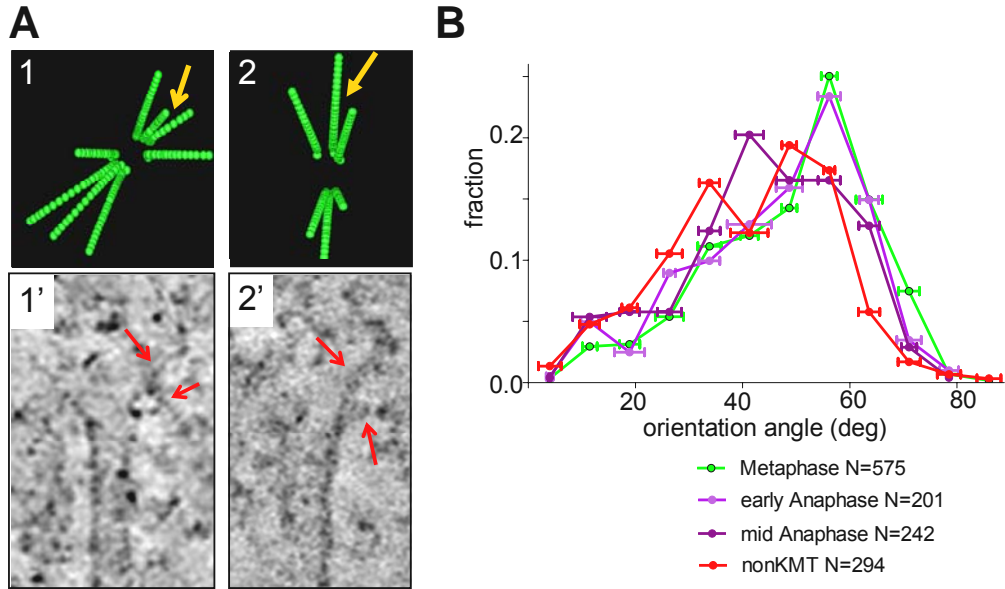 A
B
1
2
1’
2’
fraction
0.2
0.1
0.0
20
40
60
80
orientation angle (deg)
Metaphase N=575
early Anaphase N=201
mid Anaphase N=242
nonKMT N=294